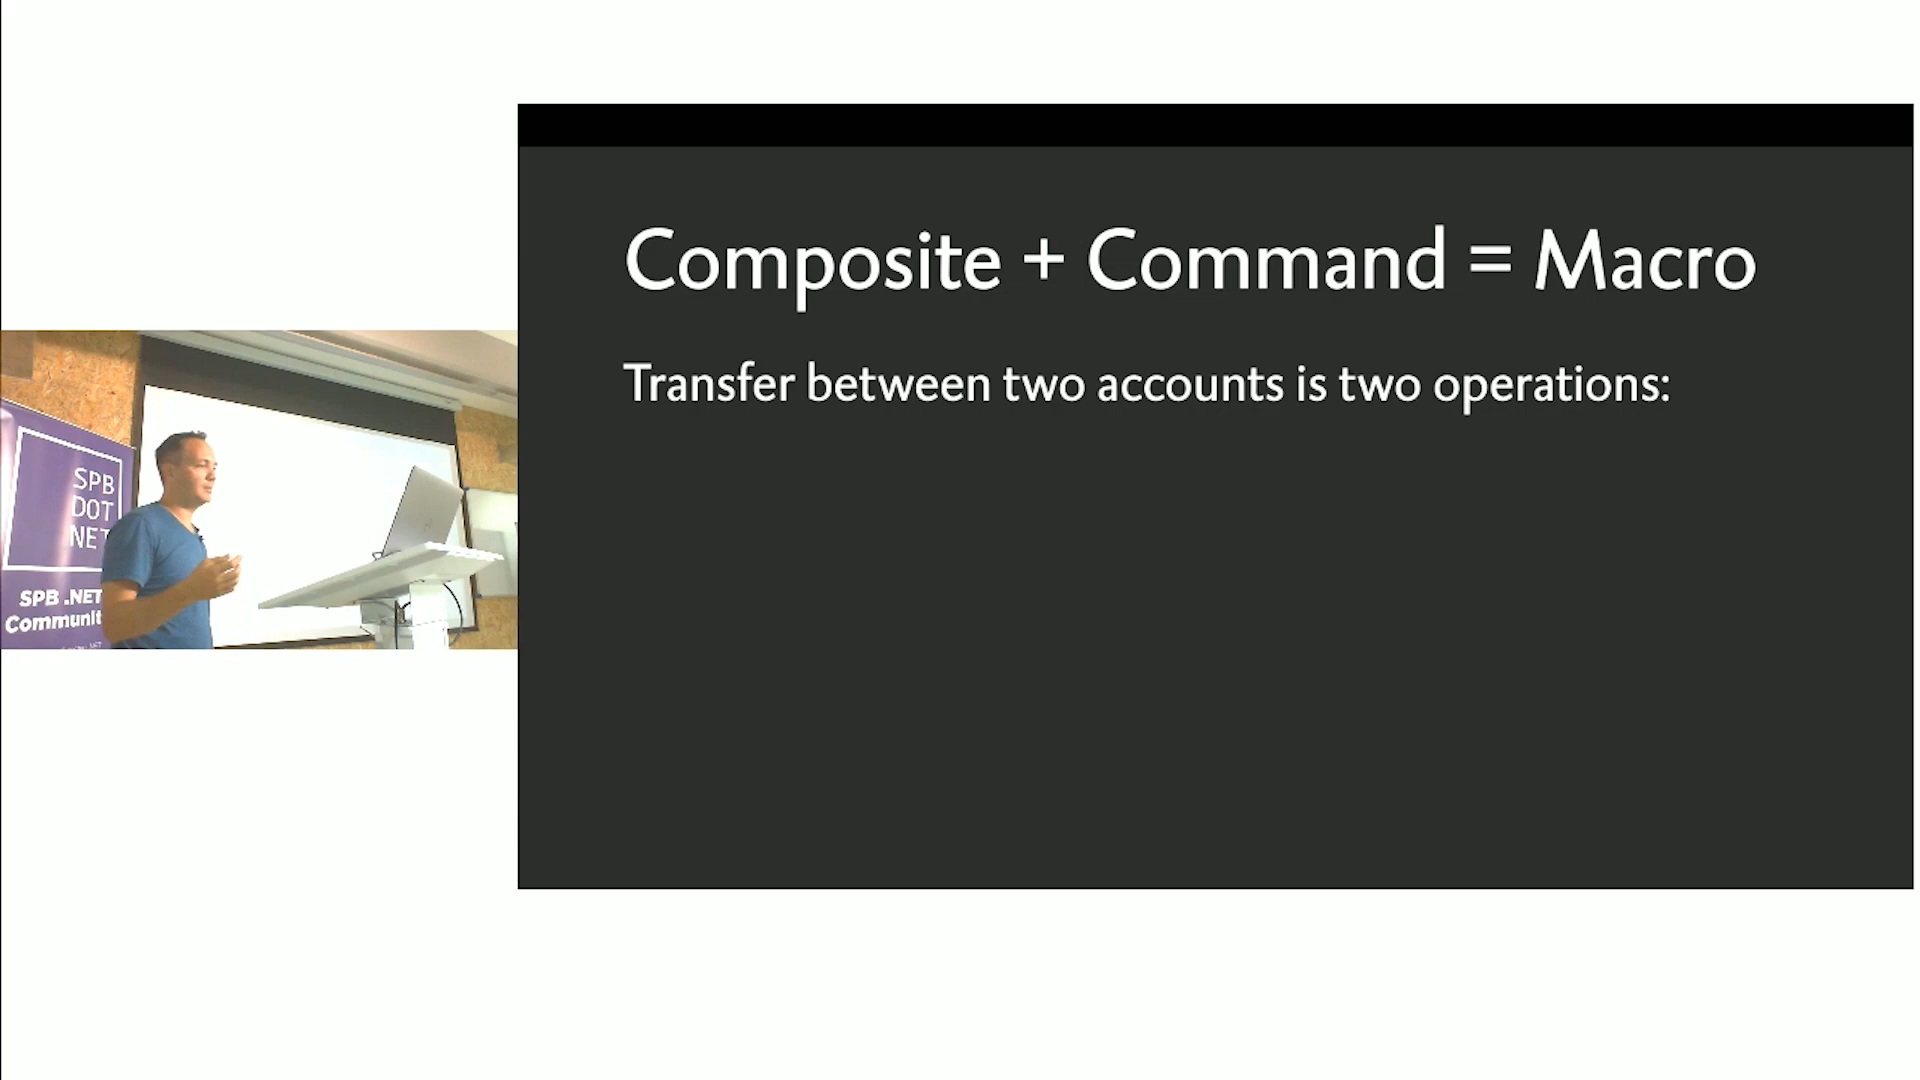 Composite + Command = Macro
Transfer between two accounts is two operations:
SPB
DOT
NET
SPB .NET
Communit